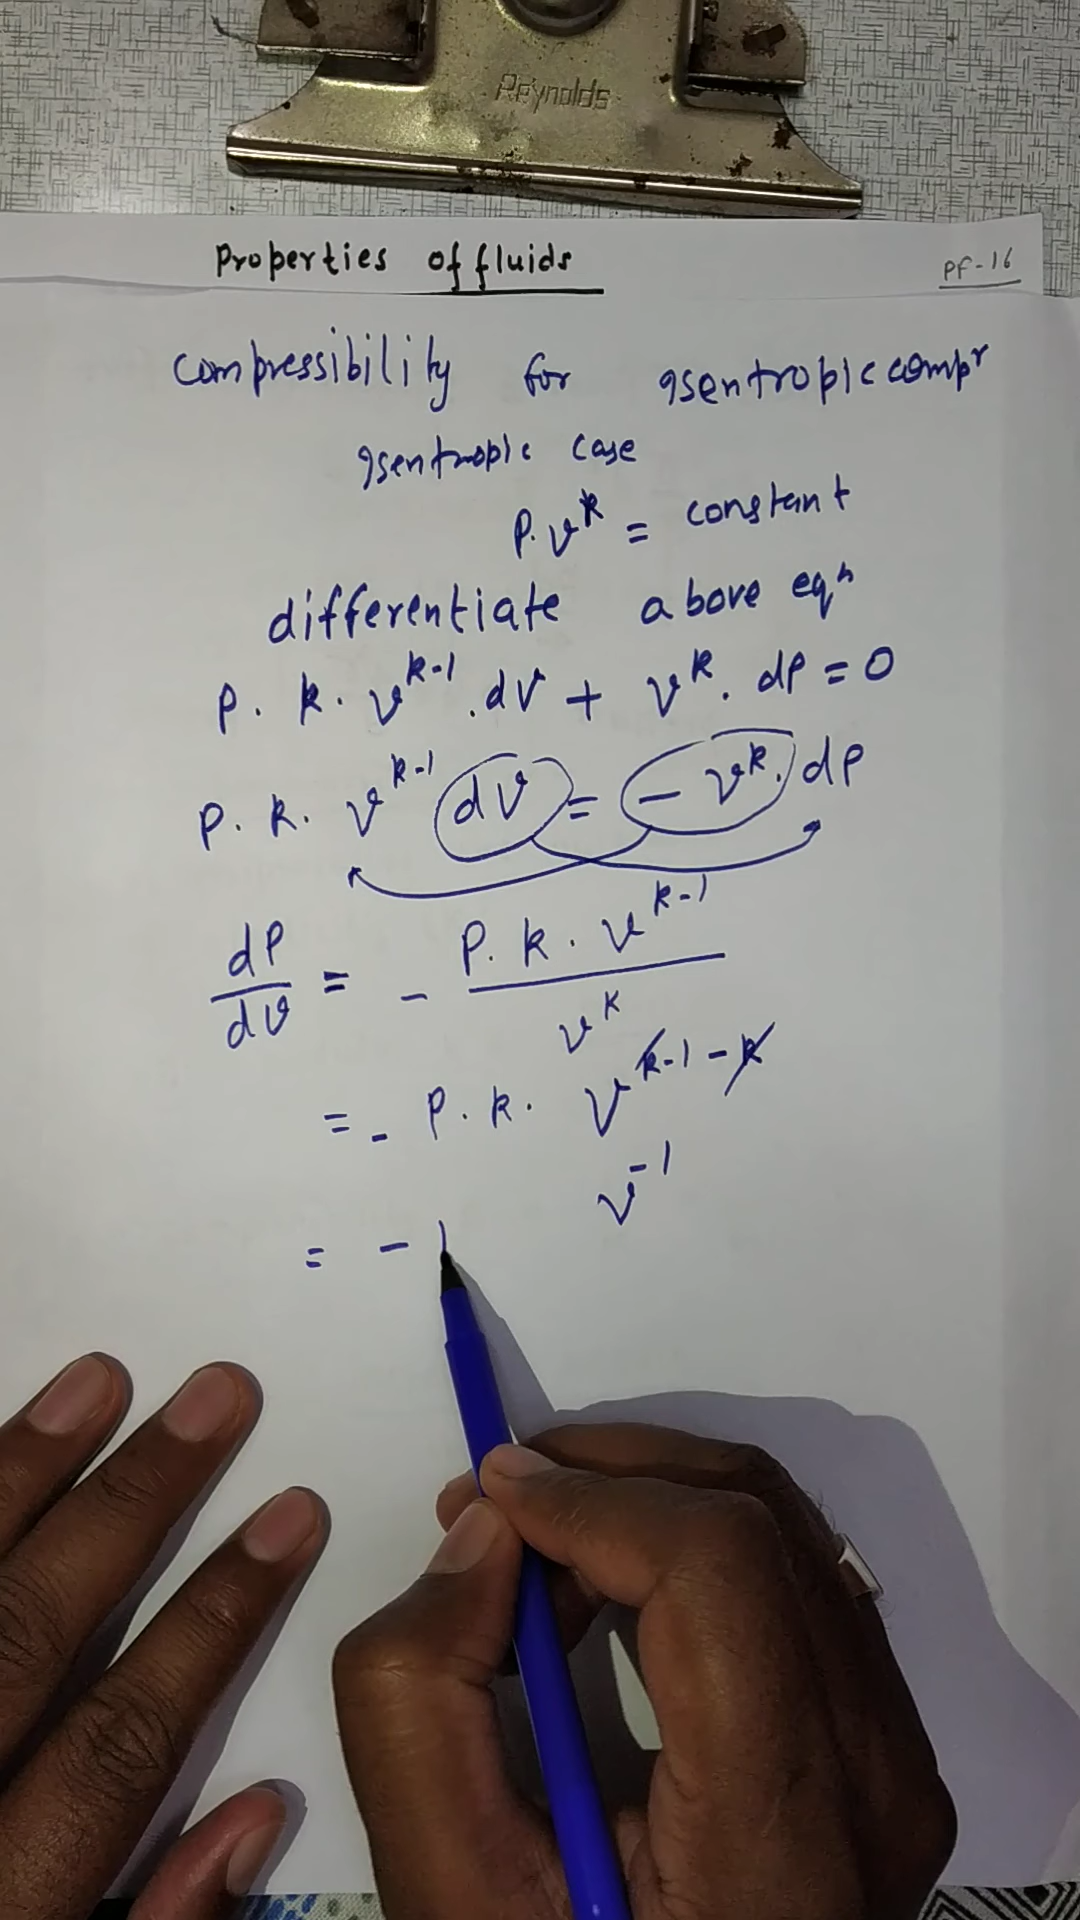 Reynolds
Properties of fluids
PF-16
compressibility for isentropic compr
isentropic case
P. v^k = constant
differentiate above eqn
P. k. v^k-1 . dv + v^k. dp = 0
P. k. v^k-1 dv = - v^k. dp
dP/dv = - P. k. v^k-1 / v^k
= - P. k. v^k-1-k
v^-1
= -